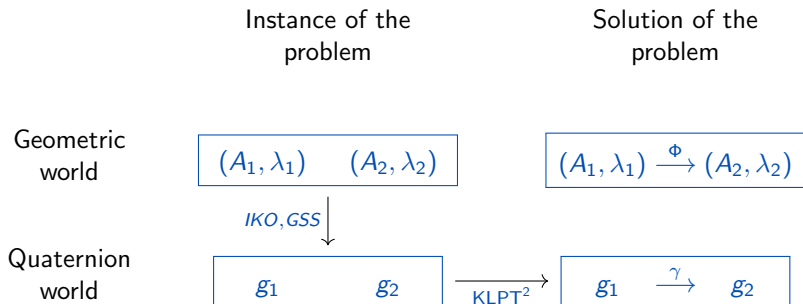 Instance of the problem
Solution of the problem
Geometric world
(A₁, λ₁) (A₂, λ₂)
(A₁, λ₁) →^Φ (A₂, λ₂)
IKO, GSS
Quaternion world
g₁ g₂
KLPT²
g₁ →^γ g₂